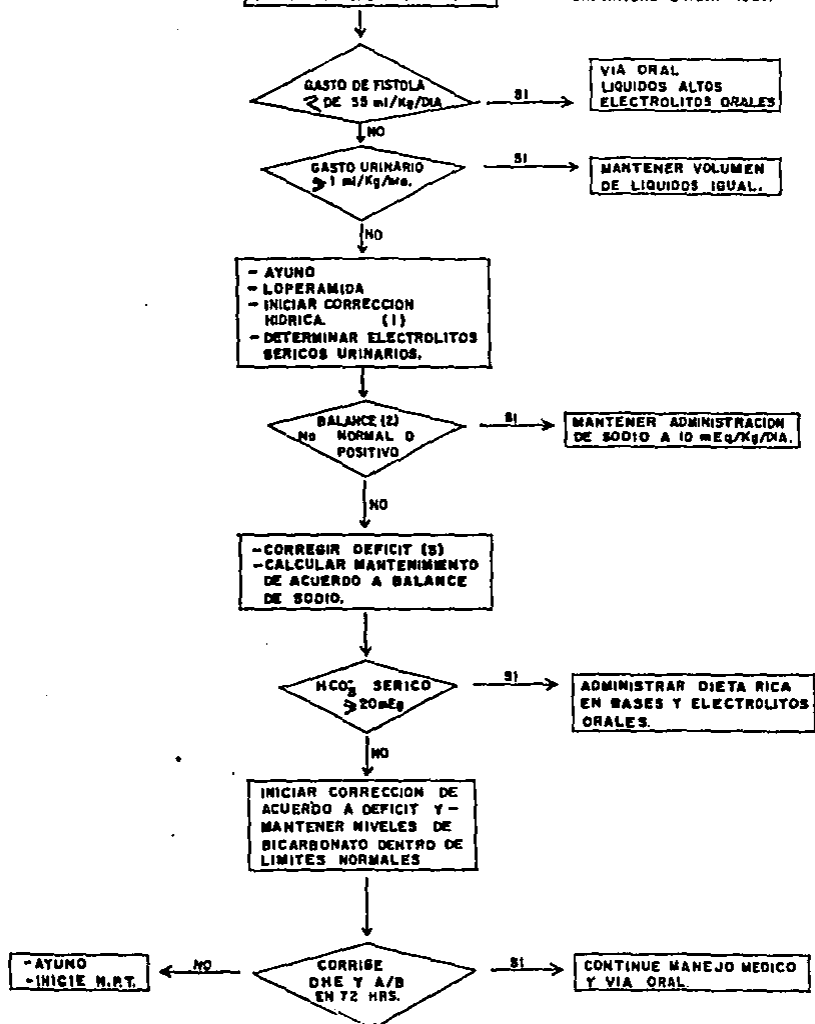 GASTO DE FISTOLA
< DE 35 ml/Kg/DIA
SI
VIA ORAL
LIQUIDOS ALTOS
ELECTROLITOS ORALES
NO
GASTO URINARIO
⩾ 1 ml/Kg/Hra.
SI
MANTENER VOLUMEN
DE LIQUIDOS IGUAL.
NO
- AYUNO
- LOPERAMIDA
- INICIAR CORRECCION
HIDRICA. (1)
- DETERMINAR ELECTROLITOS
SERICOS URINARIOS.
BALANCE (2)
Na NORMAL O
POSITIVO
SI
MANTENER ADMINISTRACION
DE SODIO A 10 mEq/Kg/DIA.
NO
- CORREGIR DEFICIT (3)
- CALCULAR MANTENIMIENTO
DE ACUERDO A BALANCE
DE SODIO.
HCO3- SERICO
⩾ 20mEq
SI
ADMINISTRAR DIETA RICA
EN BASES Y ELECTROLITOS
ORALES.
NO
INICIAR CORRECCION DE
ACUERDO A DEFICIT Y -
MANTENER NIVELES DE
BICARBONATO DENTRO DE
LIMITES NORMALES
CORRIGE
DHE Y A/B
EN 72 HRS.
NO
- AYUNO
- INICIE N.P.T.
SI
CONTINUE MANEJO MEDICO
Y VIA ORAL.